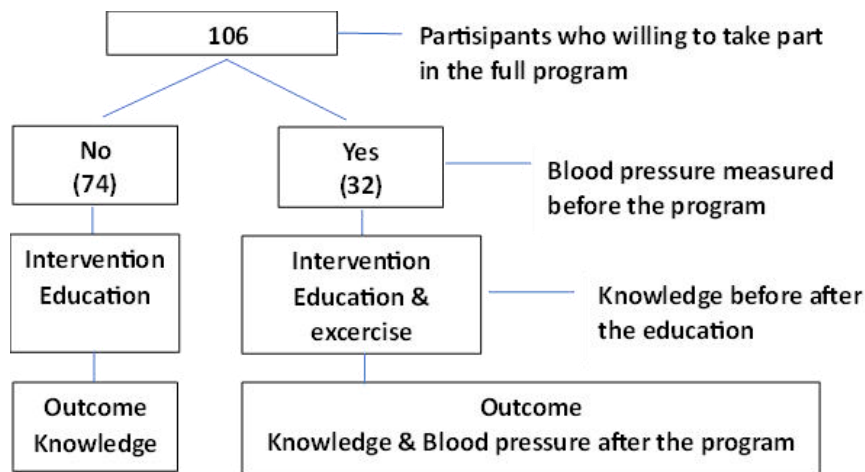 106
Partisipants who willing to take part
in the full program
No
(74)
Yes
(32)
Blood pressure measured
before the program
Intervention
Education
Intervention
Education &
excercise
Knowledge before after
the education
Outcome
Knowledge
Outcome
Knowledge & Blood pressure after the program